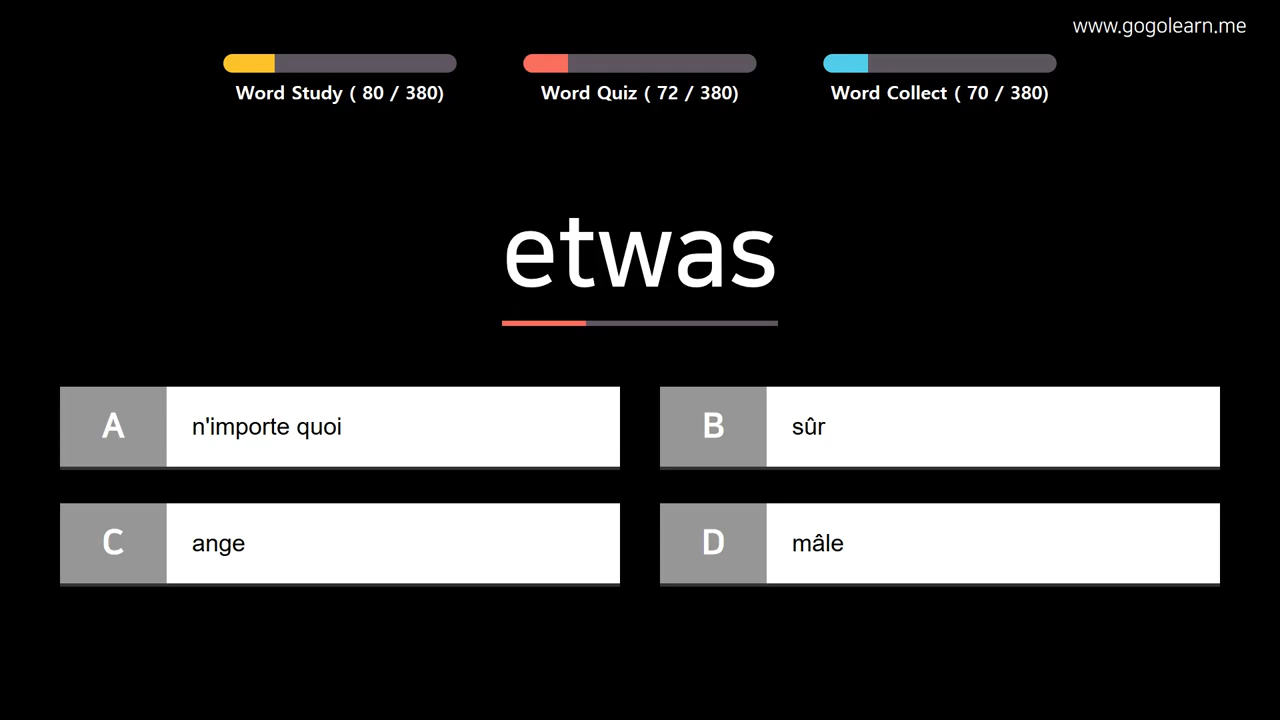 www.gogolearn.me
Word Study ( 80 / 380)
Word Quiz ( 72 / 380)
Word Collect ( 70 / 380)
etwas
A n'importe quoi
B sûr
C ange
D mâle